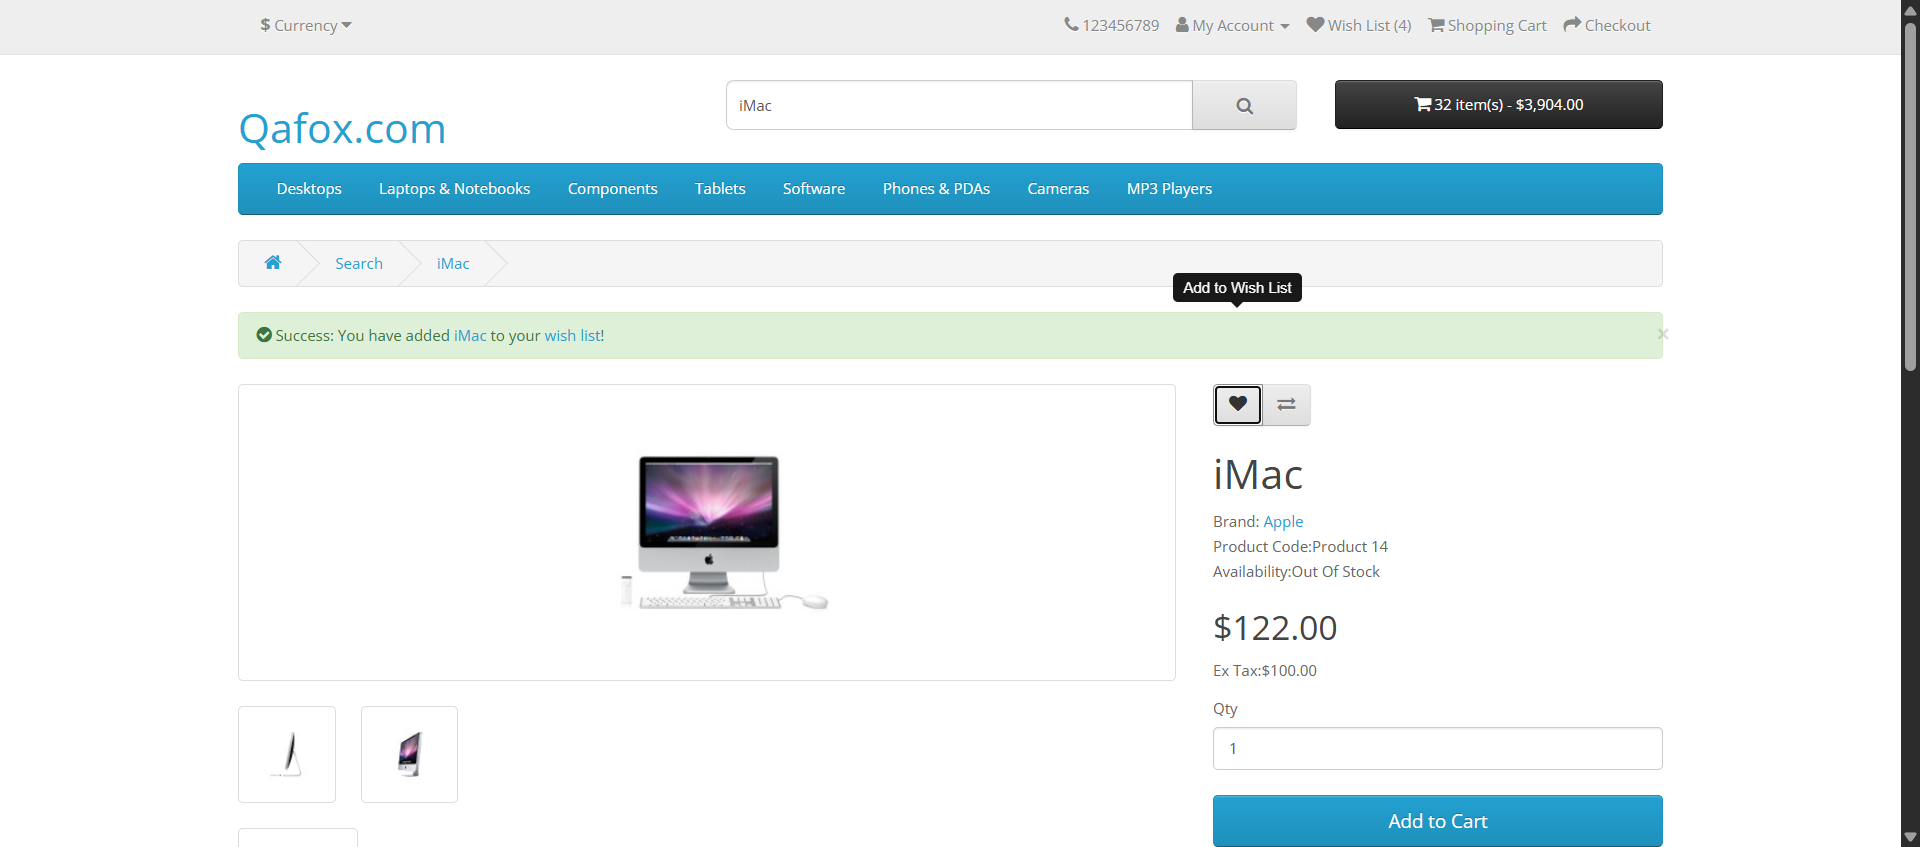 $ Currency
123456789 My Account Wish List (4) Shopping Cart Checkout
Qafox.com
iMac
32 item(s) - $3,904.00
Desktops Laptops & Notebooks Components Tablets Software Phones & PDAs Cameras MP3 Players
Search iMac
Add to Wish List
Success: You have added iMac to your wish list!
×
iMac
Brand: Apple
Product Code:Product 14
Availability:Out Of Stock
$122.00
Ex Tax:$100.00
Qty
1
Add to Cart